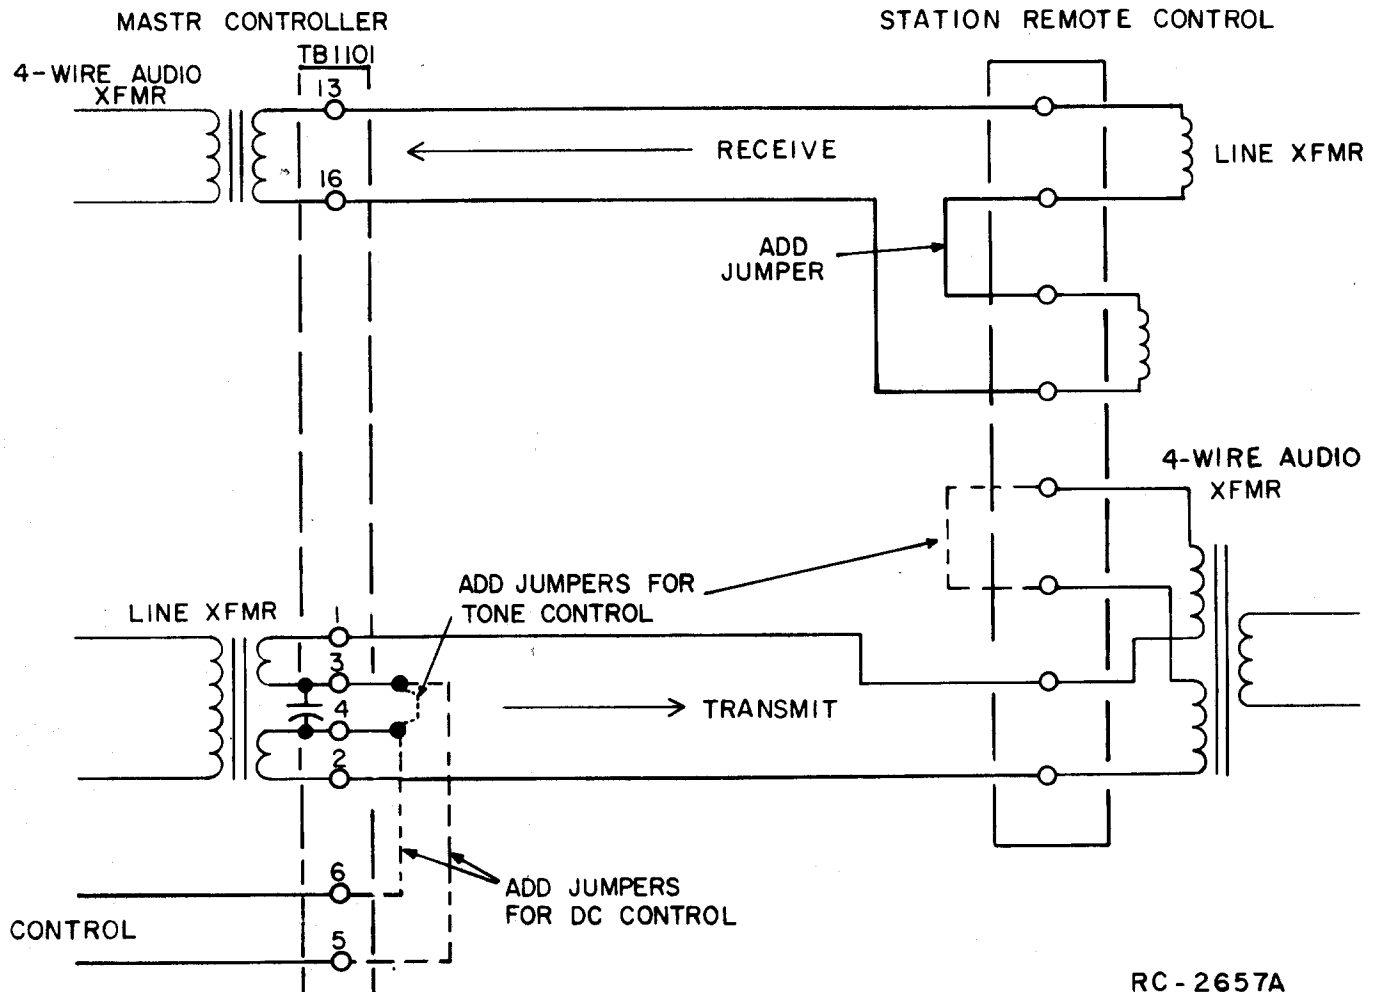 MASTR CONTROLLER
STATION REMOTE CONTROL
TB1101
4-WIRE AUDIO
XFMR
13
RECEIVE
LINE XFMR
16
ADD
JUMPER
4-WIRE AUDIO
XFMR
ADD JUMPERS FOR
TONE CONTROL
LINE XFMR
1
3
4
TRANSMIT
2
6
ADD JUMPERS
FOR DC CONTROL
CONTROL
5
RC-2657A